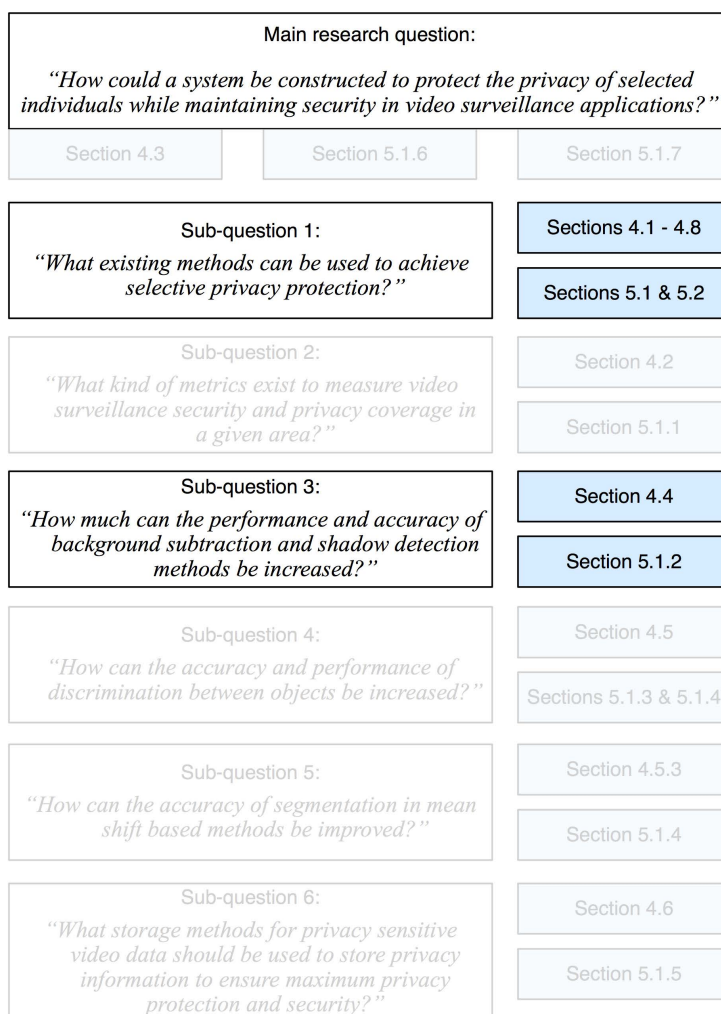 Main research question:
“How could a system be constructed to protect the privacy of selected
individuals while maintaining security in video surveillance applications?”
Section 4.3
Section 5.1.6
Section 5.1.7
Sub-question 1:
“What existing methods can be used to achieve
selective privacy protection?”
Sections 4.1 - 4.8
Sections 5.1 & 5.2
Sub-question 2:
“What kind of metrics exist to measure video
surveillance security and privacy coverage in
a given area?”
Section 4.2
Section 5.1.1
Sub-question 3:
“How much can the performance and accuracy of
background subtraction and shadow detection
methods be increased?”
Section 4.4
Section 5.1.2
Sub-question 4:
“How can the accuracy and performance of
discrimination between objects be increased?”
Section 4.5
Sections 5.1.3 & 5.1.4
Sub-question 5:
“How can the accuracy of segmentation in mean
shift based methods be improved?”
Section 4.5.3
Section 5.1.4
Sub-question 6:
“What storage methods for privacy sensitive
video data should be used to store privacy
information to ensure maximum privacy
protection and security?”
Section 4.6
Section 5.1.5